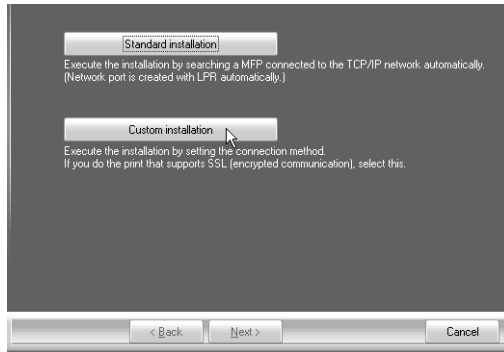 Standard installation
Execute the installation by searching a MFP connected to the TCP/IP network automatically.
(Network port is created with LPR automatically.)
Custom installation
Execute the installation by setting the connection method.
If you do the print that supports SSL (encrypted communication), select this.
< Back
Next >
Cancel